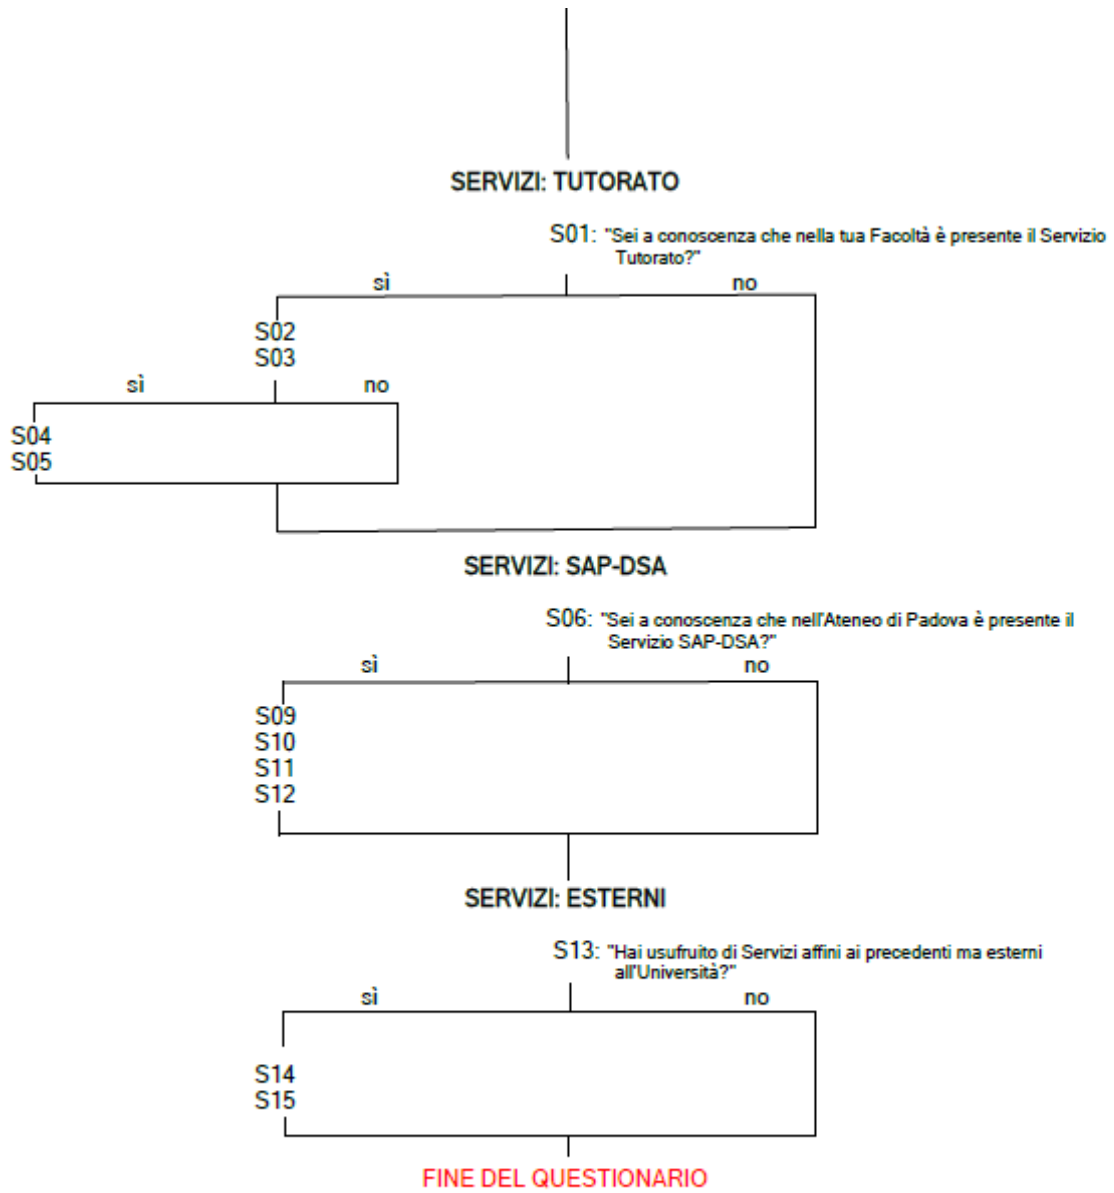 SERVIZI: TUTORATO
S01: "Sei a conoscenza che nella tua Facoltà è presente il Servizio
Tutorato?"
sì no
S02
S03
sì no
S04
S05
SERVIZI: SAP-DSA
S06: "Sei a conoscenza che nell'Ateneo di Padova è presente il
Servizio SAP-DSA?"
sì no
S09
S10
S11
S12
SERVIZI: ESTERNI
S13: "Hai usufruito di Servizi affini ai precedenti ma esterni
all'Università?"
sì no
S14
S15
FINE DEL QUESTIONARIO